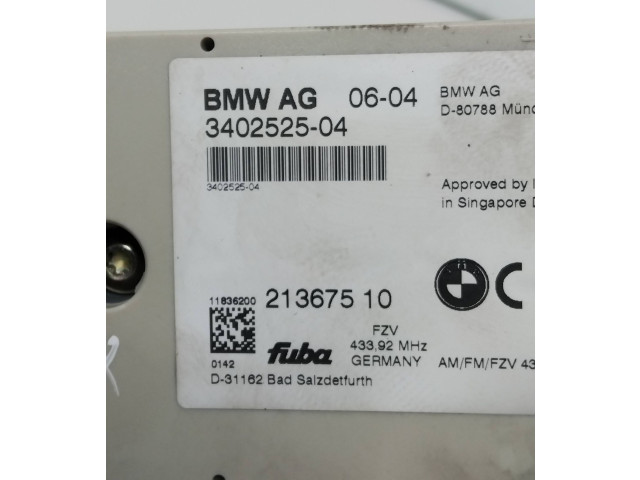 BMW AG 06-04
3402525-04
3402525-04
BMW AG
D-80788 Münc
Approved by
in Singapore
11836200
213675 10
0142
fuba
FZV
433,92 MHz
GERMANY
D-31162 Bad Salzdetfurth
AM/FM/FZV 43